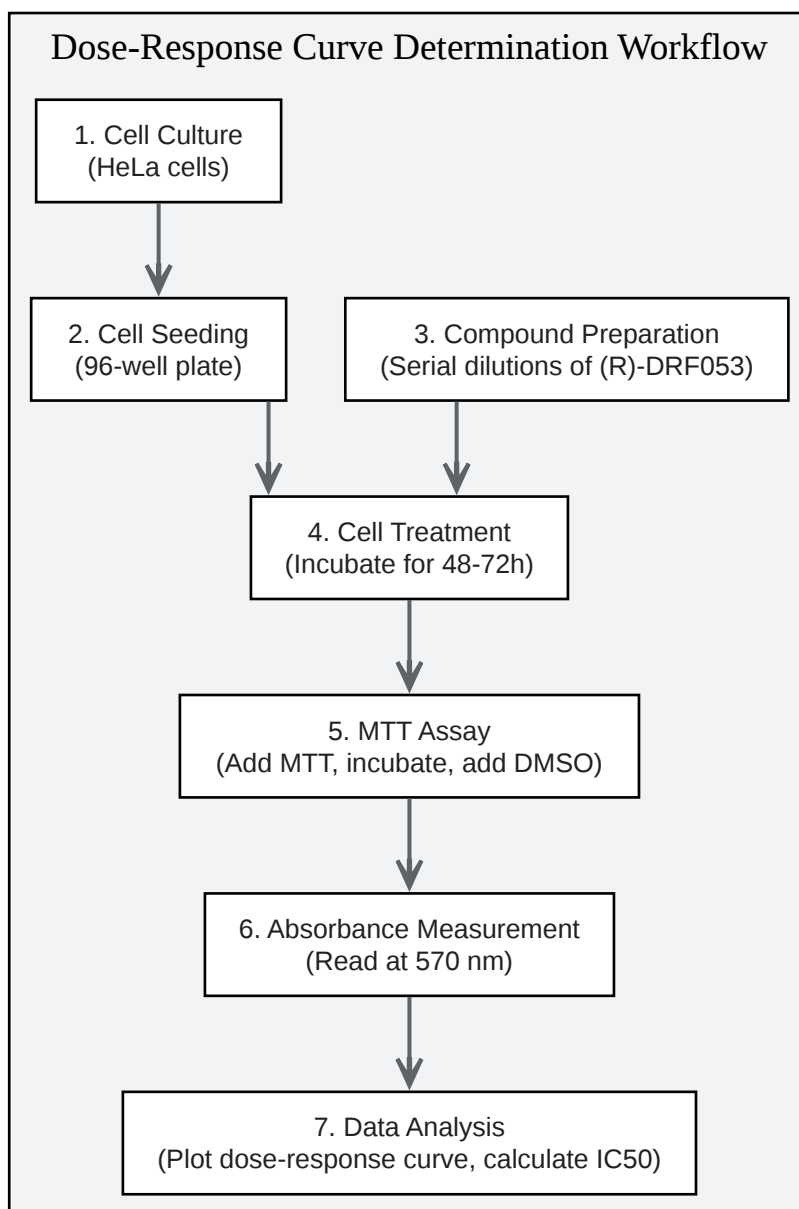 Dose-Response Curve Determination Workflow
1. Cell Culture
(HeLa cells)
2. Cell Seeding
(96-well plate)
3. Compound Preparation
(Serial dilutions of (R)-DRF053)
4. Cell Treatment
(Incubate for 48-72h)
5. MTT Assay
(Add MTT, incubate, add DMSO)
6. Absorbance Measurement
(Read at 570 nm)
7. Data Analysis
(Plot dose-response curve, calculate IC50)